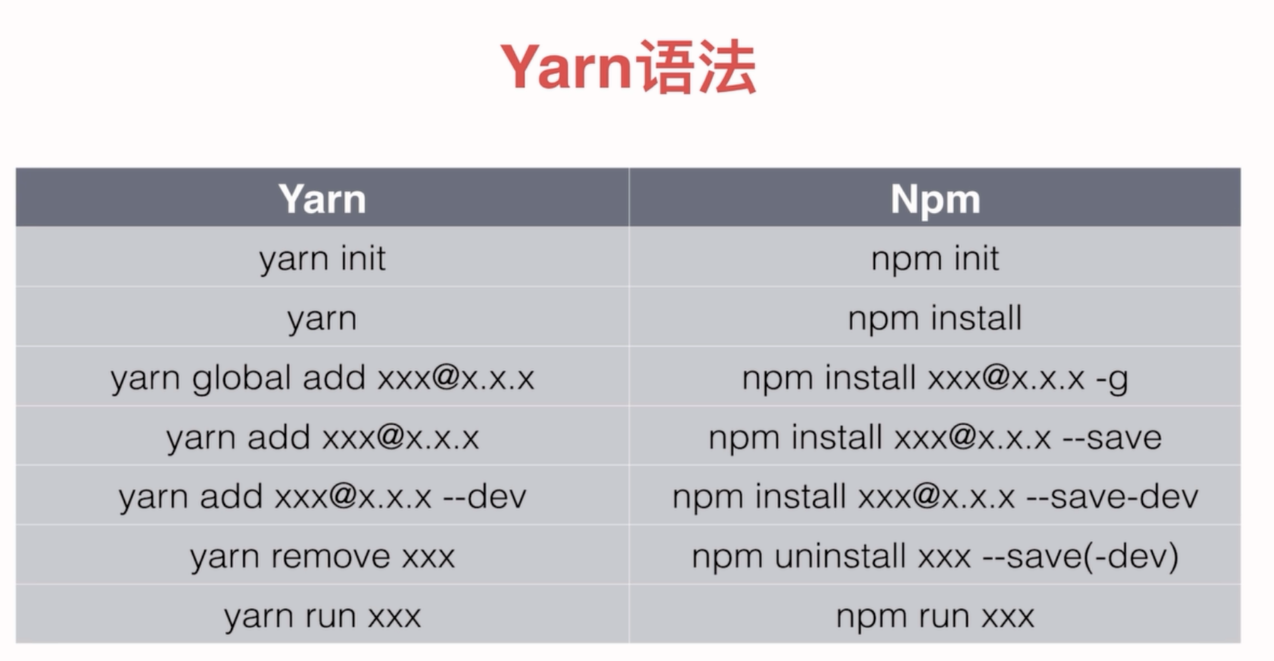 Yarn语法
Yarn Npm
yarn init npm init
yarn npm install
yarn global add xxx@x.x.x npm install xxx@x.x.x -g
yarn add xxx@x.x.x npm install xxx@x.x.x --save
yarn add xxx@x.x.x --dev npm install xxx@x.x.x --save-dev
yarn remove xxx npm uninstall xxx --save(-dev)
yarn run xxx npm run xxx